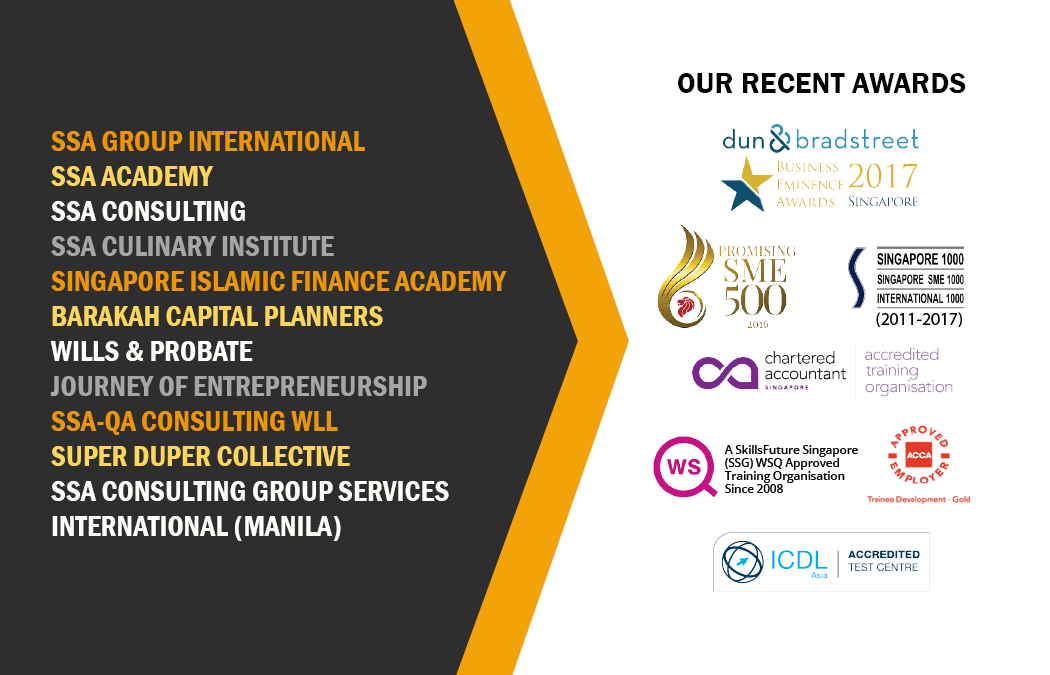 SSA GROUP INTERNATIONAL
SSA ACADEMY
SSA CONSULTING
SSA CULINARY INSTITUTE
SINGAPORE ISLAMIC FINANCE ACADEMY
BARAKAH CAPITAL PLANNERS
WILLS & PROBATE
JOURNEY OF ENTREPRENEURSHIP
SSA-QA CONSULTING WLL
SUPER DUPER COLLECTIVE
SSA CONSULTING GROUP SERVICES
INTERNATIONAL (MANILA)
OUR RECENT AWARDS
dun & bradstreet
BUSINESS
EMINENCE
AWARDS
2017
SINGAPORE
PROMISING
SME
500
2016
SINGAPORE 1000
SINGAPORE SME 1000
INTERNATIONAL 1000
(2011-2017)
chartered
accountant
SINGAPORE
accredited
training
organisation
WS
A SkillsFuture Singapore
(SSG) WSQ Approved
Training Organisation
Since 2008
APPROVED
ACCA
EMPLOYER
Trainee Development - Gold
ICDL
Asia
ACCREDITED
TEST CENTRE